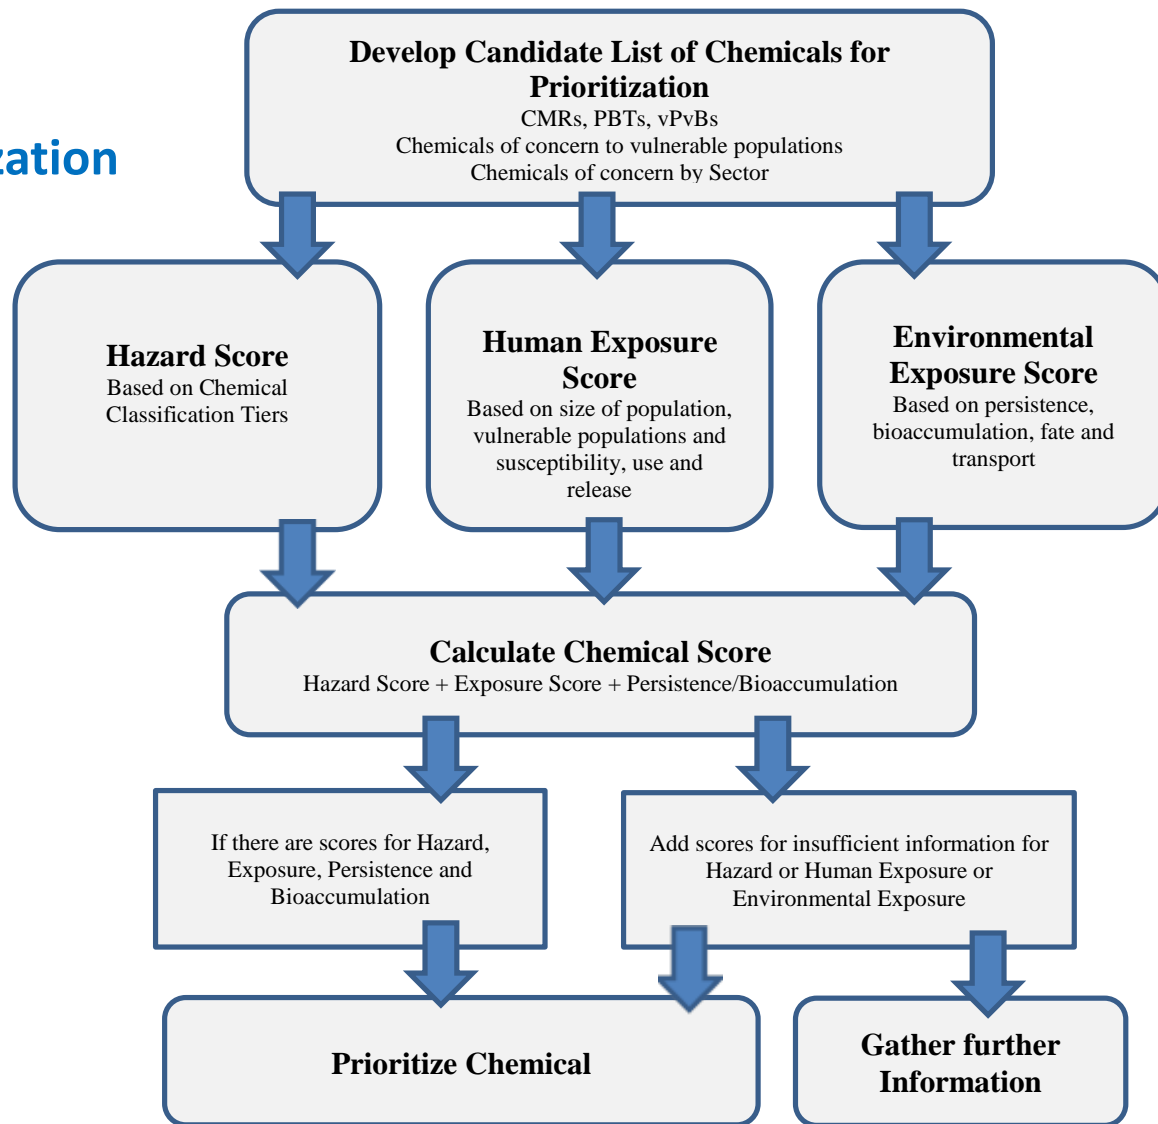 Develop Candidate List of Chemicals for
Prioritization
CMRs, PBTs, vPvBs
Chemicals of concern to vulnerable populations
Chemicals of concern by Sector
zation
Hazard Score
Based on Chemical
Classification Tiers
Human Exposure
Score
Based on size of population,
vulnerable populations and
susceptibility, use and
release
Environmental
Exposure Score
Based on persistence,
bioaccumulation, fate and
transport
Calculate Chemical Score
Hazard Score + Exposure Score + Persistence/Bioaccumulation
If there are scores for Hazard,
Exposure, Persistence and
Bioaccumulation
Add scores for insufficient information for
Hazard or Human Exposure or
Environmental Exposure
Prioritize Chemical
Gather further
Information